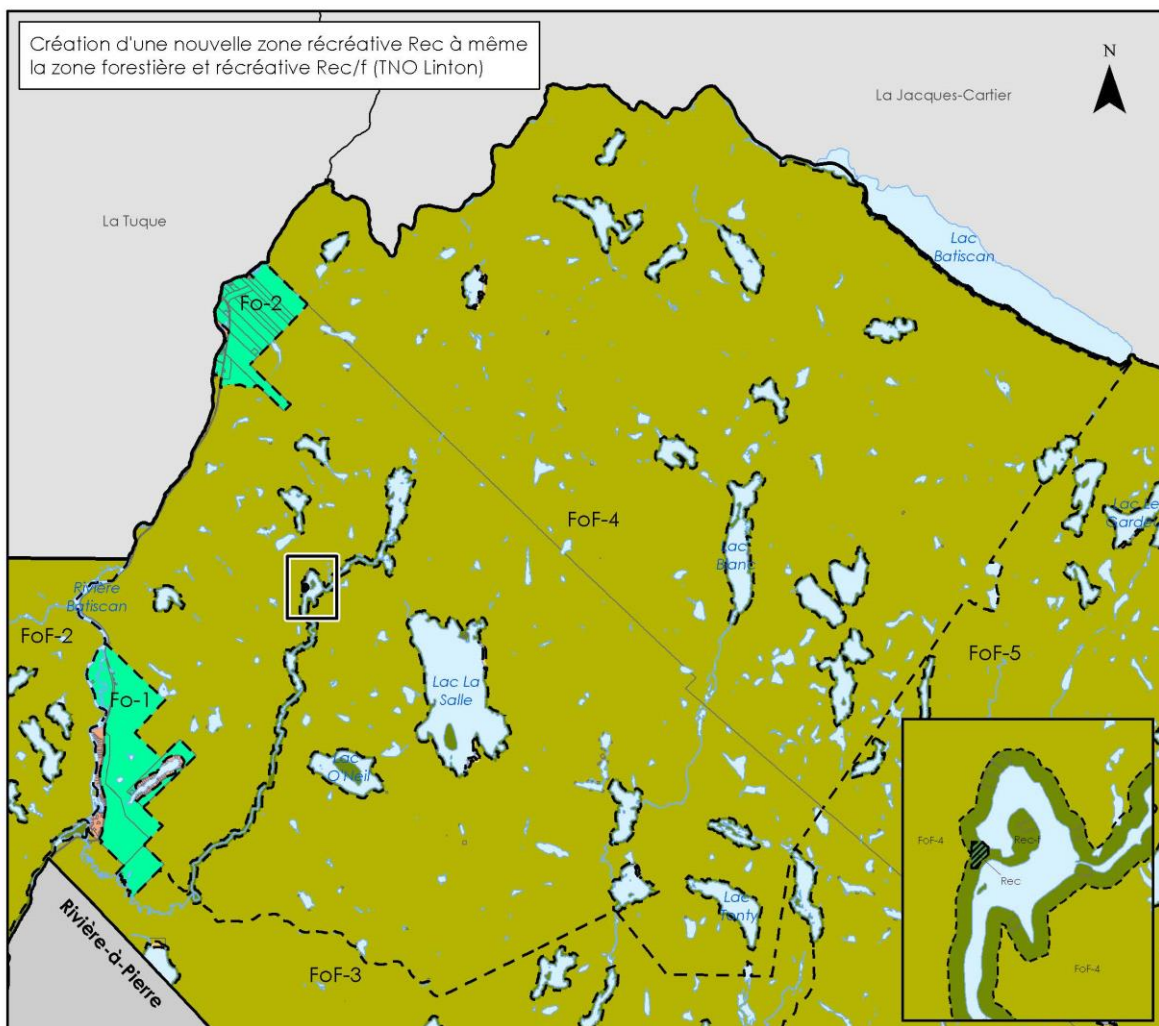 Création d'une nouvelle zone récréative Rec à même
la zone forestière et récréative Rec/f (TNO Linton)
N
La Jacques-Cartier
La Tuque
Lac
Batiscan
Fo-2
FoF-4
Lac
Blanc
Rivière
Batiscan
FoF-2
FoF-5
Fo-1
Lac La
Salle
Lac
O'Neil
FoF-4
Rec-f
Rec
FoF-4
Lac
Tonty
Rivière-à-Pierre
FoF-3